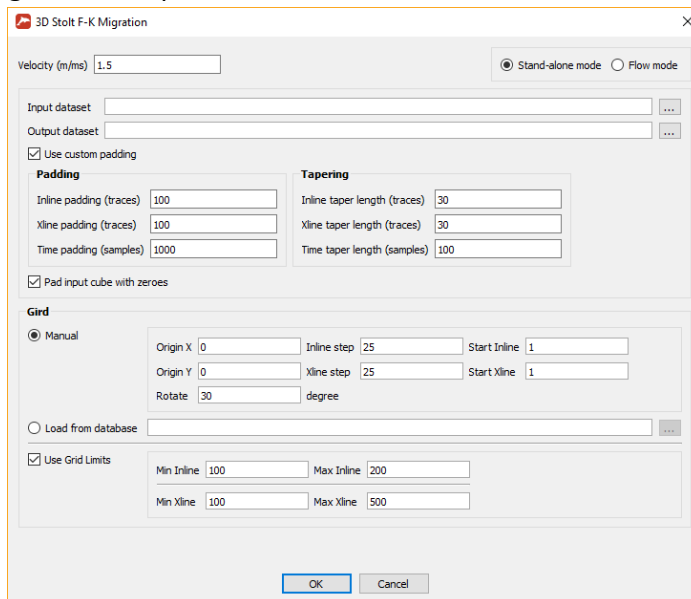 3D Stolt F-K Migration
Velocity (m/ms) 1.5 Stand-alone mode Flow mode
Input dataset ...
Output dataset ...
Use custom padding
Padding Tapering
Inline padding (traces) 100 Inline taper length (traces) 30
Xline padding (traces) 100 Xline taper length (traces) 30
Time padding (samples) 1000 Time taper length (samples) 100
Pad input cube with zeroes
Gird
Manual
Origin X 0 Inline step 25 Start Inline 1
Origin Y 0 Xline step 25 Start Xline 1
Rotate 30 degree
Load from database ...
Use Grid Limits
Min Inline 100 Max Inline 200
Min Xline 100 Max Xline 500
OK Cancel